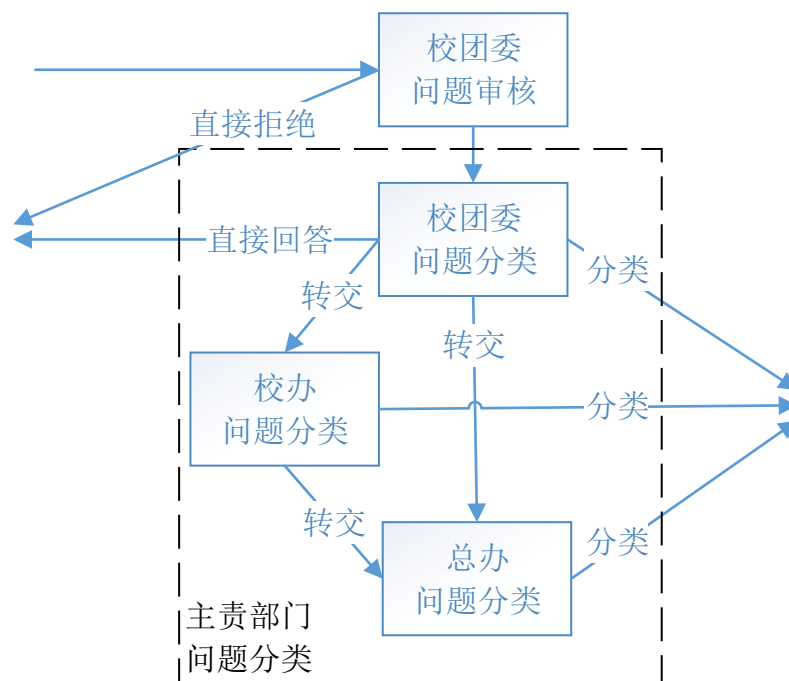 校团委
问题审核
直接拒绝
校团委
问题分类
直接回答
分类
转交
转交
校办
问题分类
分类
转交
总办
问题分类
分类
主责部门
问题分类